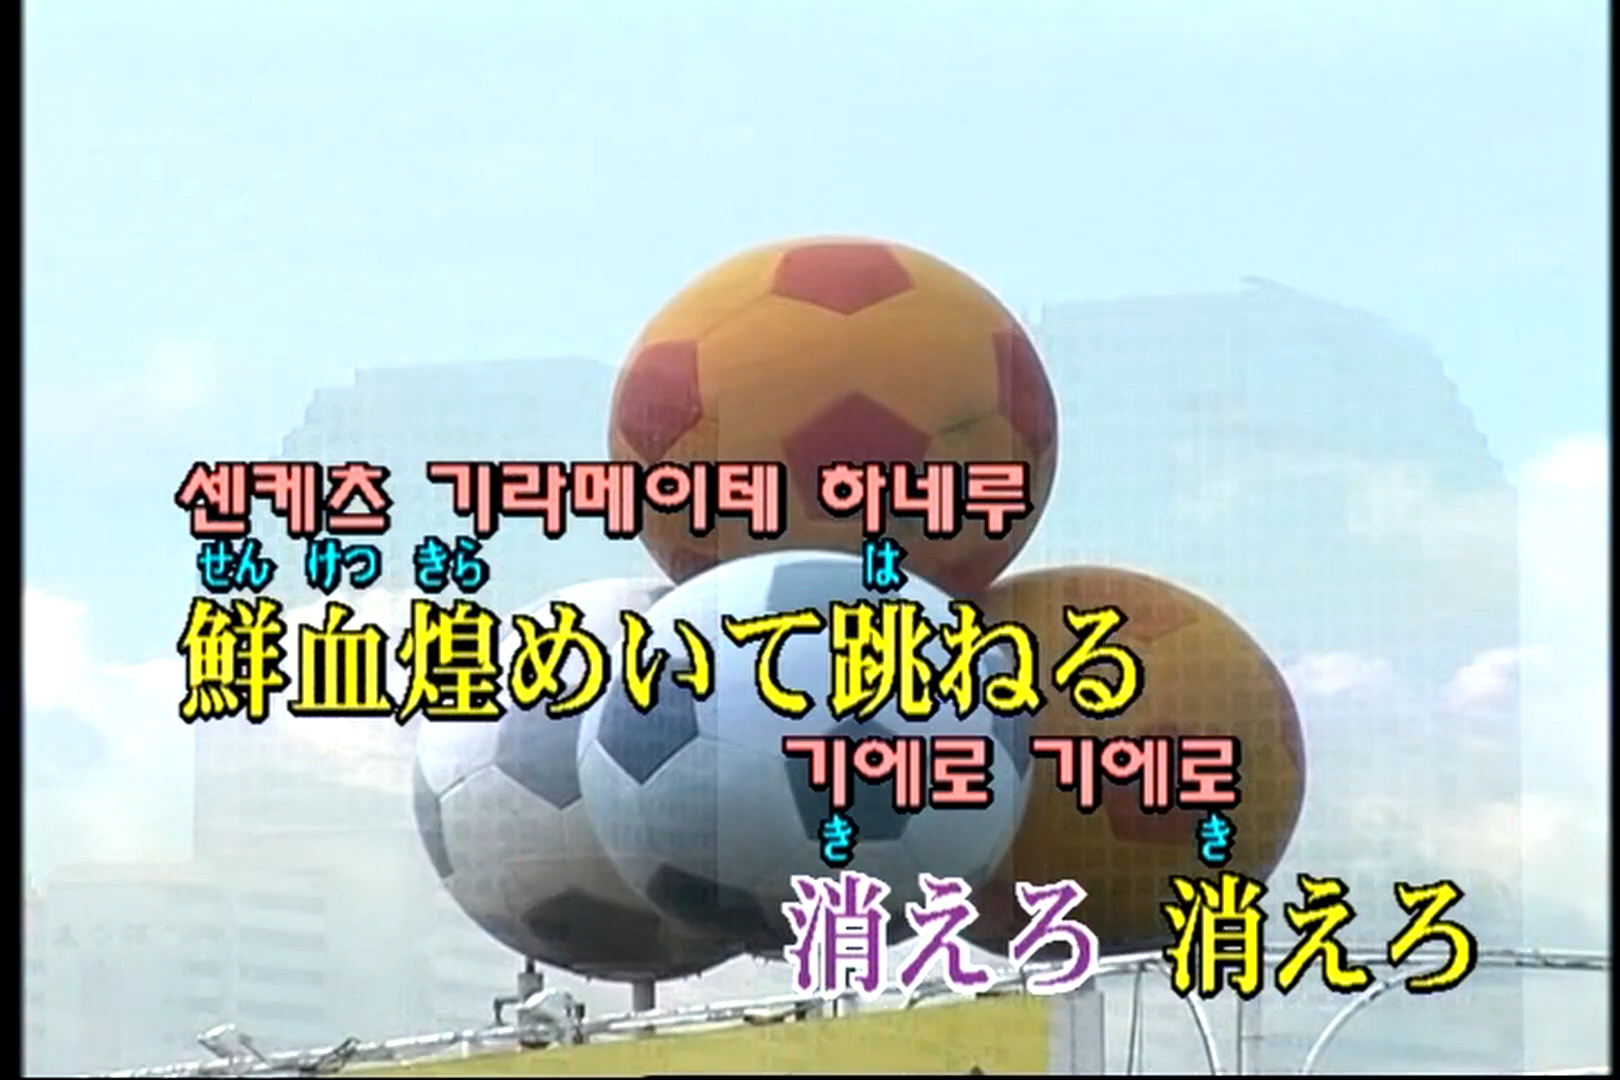 센케츠 기라메이테 하네루
せん けつ きら は
鮮血煌めいて跳ねる
기에로 기에로
き き
消えろ 消えろ